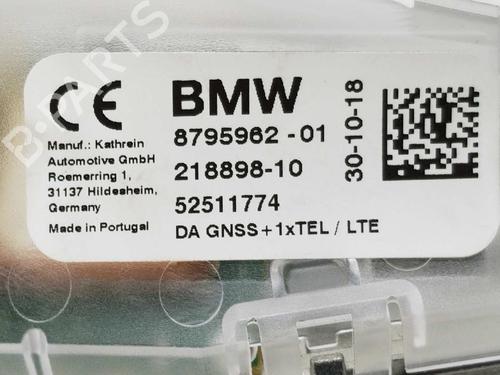 CE
BMW
8795962-01
218898-10
52511774
DA GNSS+1xTEL / LTE
30-10-18
Manuf.: Kathrein
Automotive GmbH
Roemerring 1,
31137 Hildesheim,
Germany
Made in Portugal
B-PARTS